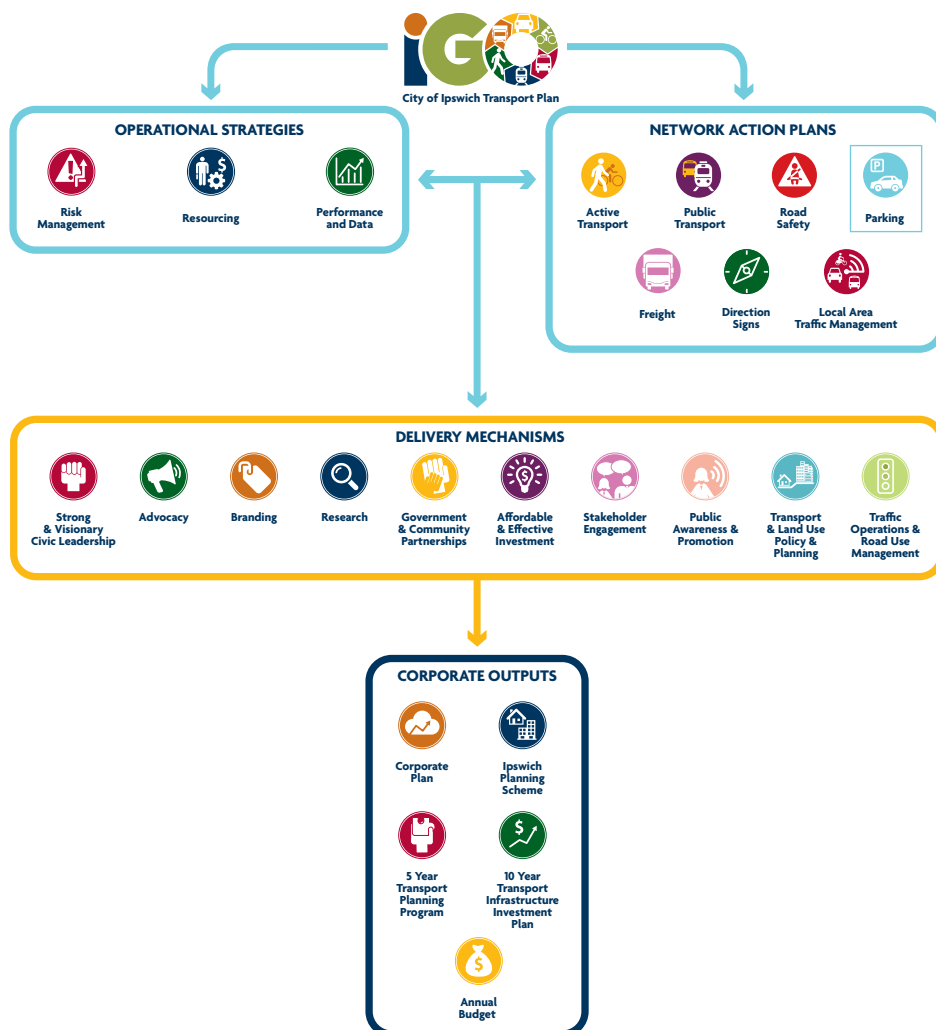 iGO
City of Ipswich Transport Plan
OPERATIONAL STRATEGIES
Risk
Management
Resourcing
Performance
and Data
NETWORK ACTION PLANS
Active
Transport
Public
Transport
Road
Safety
P
Parking
Freight
Direction
Signs
Local Area
Traffic Management
DELIVERY MECHANISMS
Strong
& Visionary
Civic Leadership
Advocacy
Branding
Research
Government
& Community
Partnerships
Affordable
& Effective
Investment
Stakeholder
Engagement
Public
Awareness &
Promotion
Transport
& Land Use
Policy &
Planning
Traffic
Operations &
Road Use
Management
CORPORATE OUTPUTS
Corporate
Plan
Ipswich
Planning
Scheme
5 Year
Transport
Planning
Program
10 Year
Transport
Infrastructure
Investment
Plan
Annual
Budget